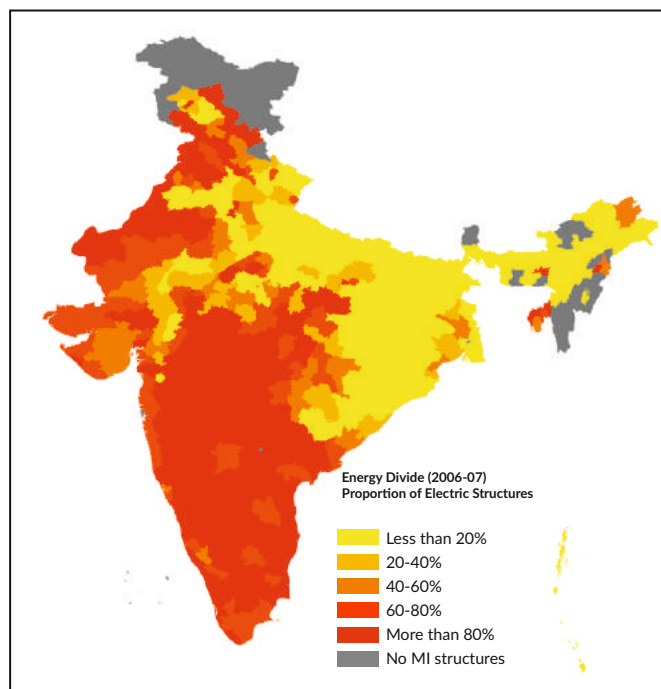 Energy Divide (2006-07)
Proportion of Electric Structures
Less than 20%
20-40%
40-60%
60-80%
More than 80%
No MI structures